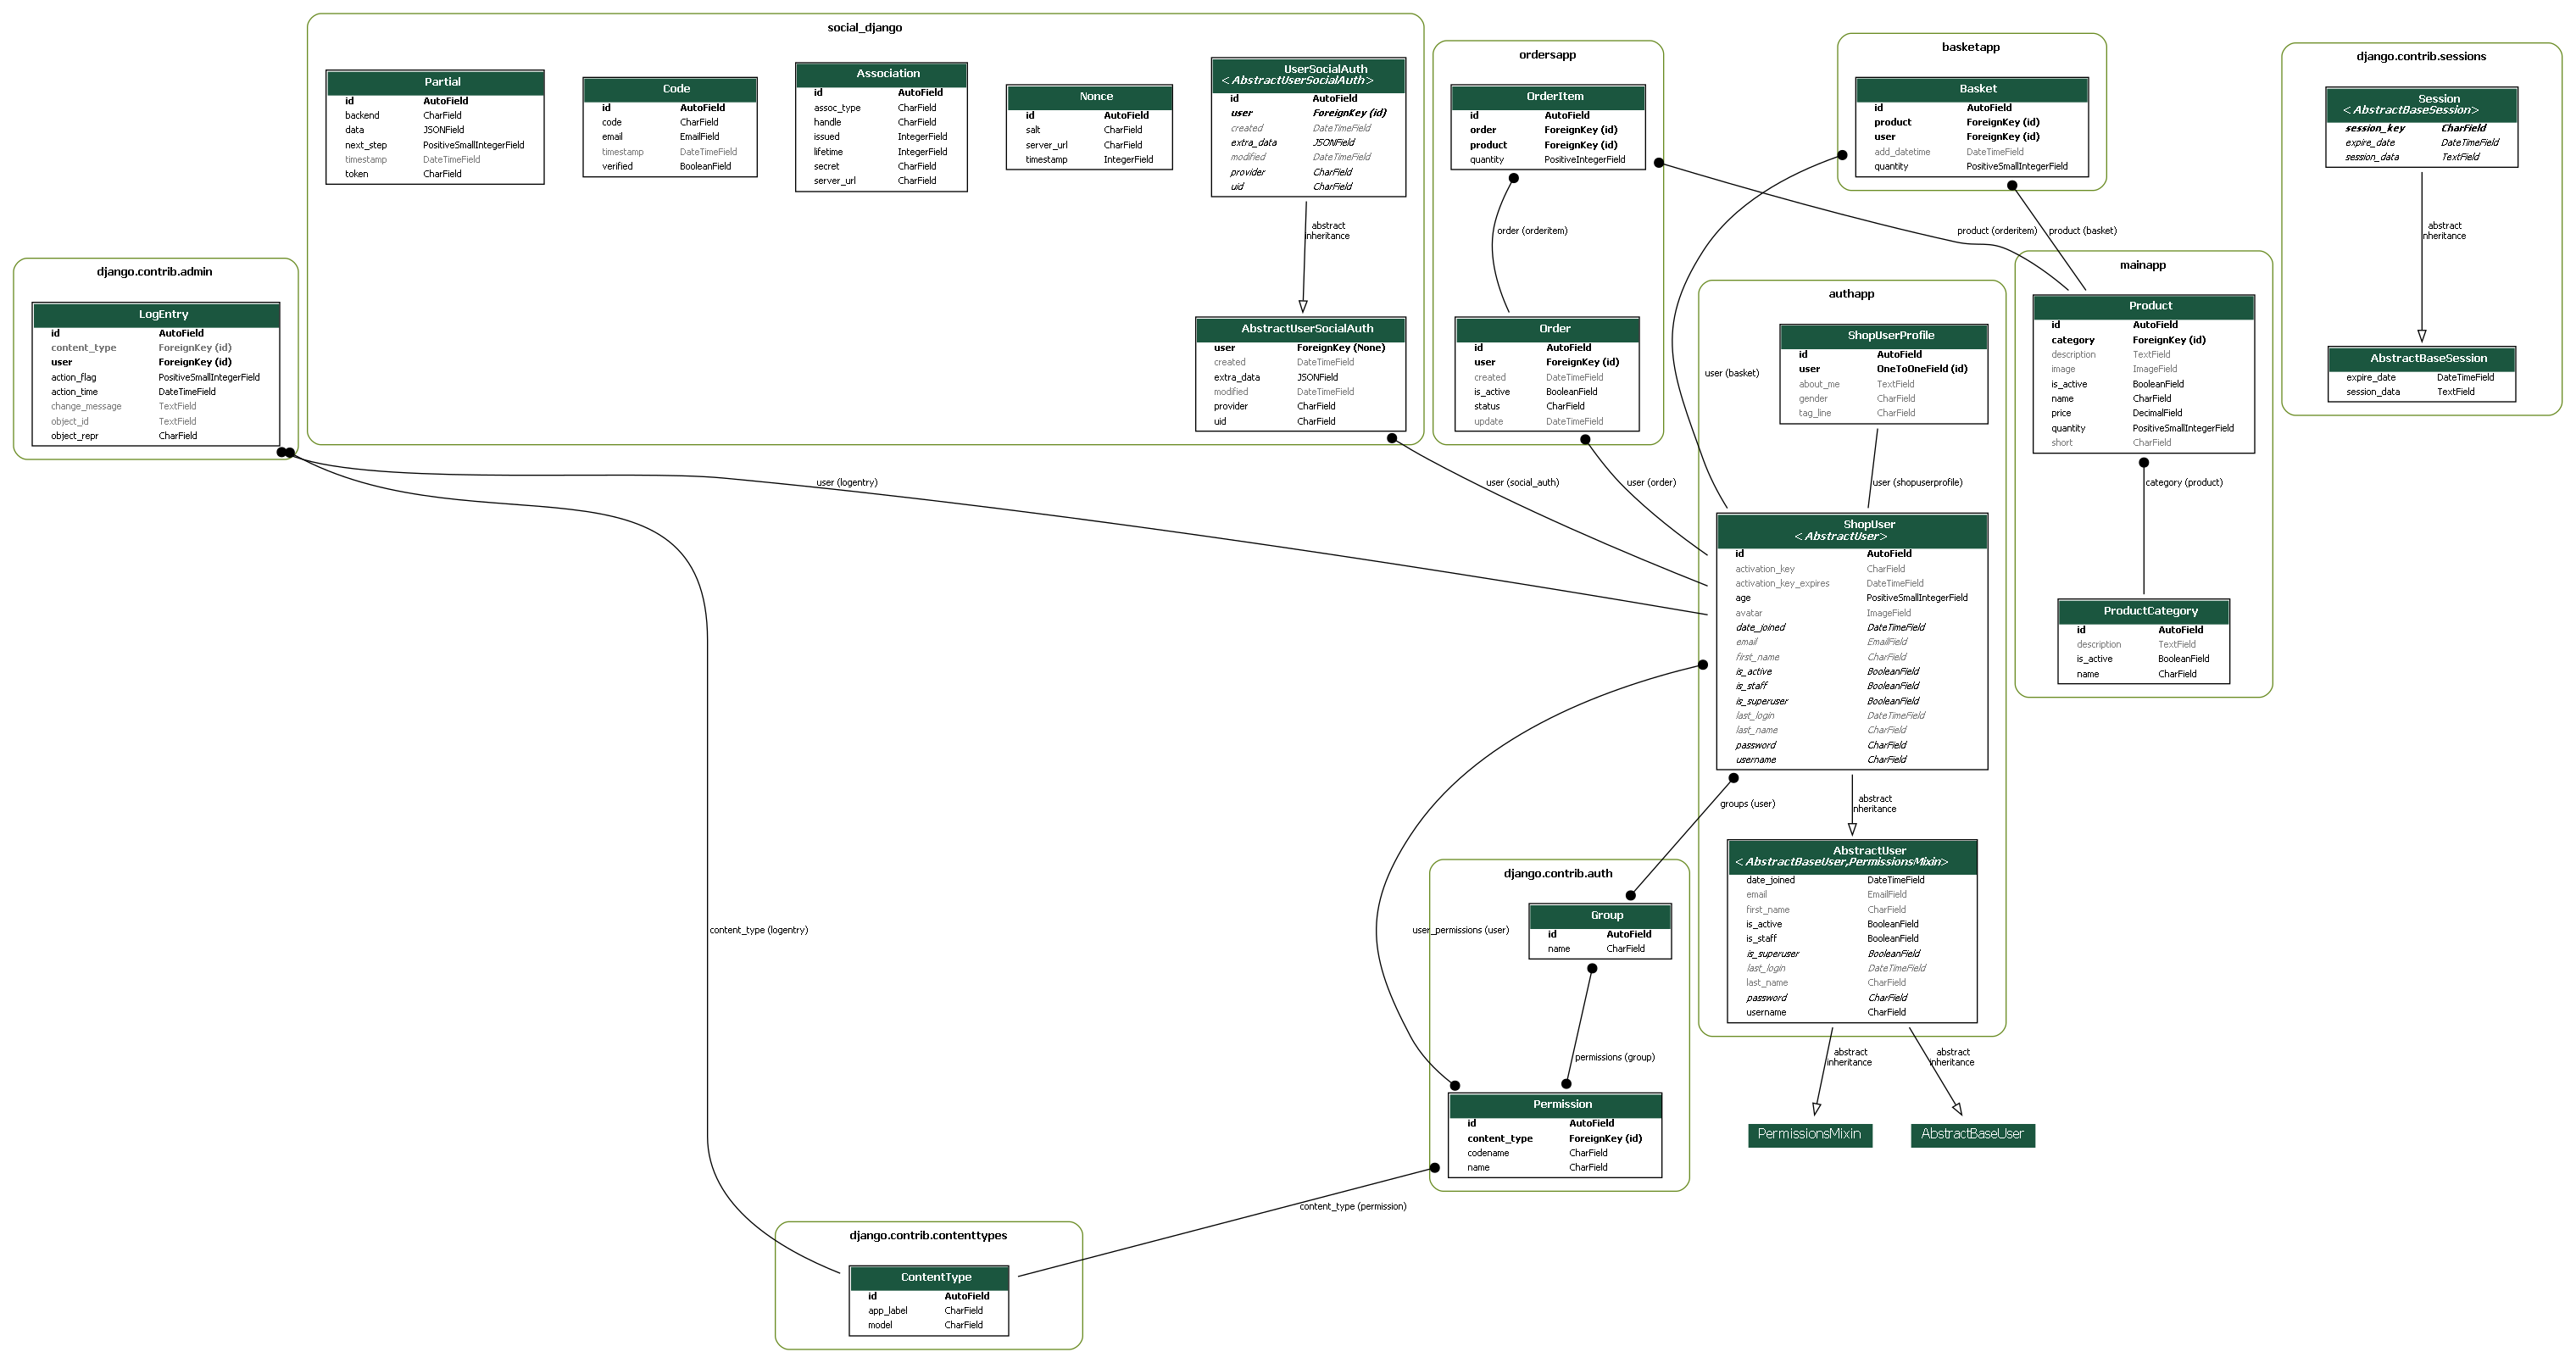 social_django
Partial
id AutoField
backend CharField
data JSONField
next_step PositiveSmallIntegerField
timestamp DateTimeField
token CharField
Code
id AutoField
code CharField
email EmailField
timestamp DateTimeField
verified BooleanField
Association
id AutoField
assoc_type CharField
handle CharField
issued IntegerField
lifetime IntegerField
secret CharField
server_url CharField
Nonce
id AutoField
salt CharField
server_url CharField
timestamp IntegerField
UserSocialAuth
<AbstractUserSocialAuth>
id AutoField
user ForeignKey (id)
created DateTimeField
extra_data JSONField
modified DateTimeField
provider CharField
uid CharField
abstract
inheritance
AbstractUserSocialAuth
user ForeignKey (None)
created DateTimeField
extra_data JSONField
modified DateTimeField
provider CharField
uid CharField
ordersapp
OrderItem
id AutoField
order ForeignKey (id)
product ForeignKey (id)
quantity PositiveIntegerField
order (orderitem)
Order
id AutoField
user ForeignKey (id)
created DateTimeField
is_active BooleanField
status CharField
update DateTimeField
basketapp
Basket
id AutoField
product ForeignKey (id)
user ForeignKey (id)
add_datetime DateTimeField
quantity PositiveSmallIntegerField
product (orderitem)
product (basket)
user (basket)
django.contrib.sessions
Session
<AbstractBaseSession>
session_key CharField
expire_date DateTimeField
session_data TextField
abstract
inheritance
AbstractBaseSession
expire_date DateTimeField
session_data TextField
django.contrib.admin
LogEntry
id AutoField
content_type ForeignKey (id)
user ForeignKey (id)
action_flag PositiveSmallIntegerField
action_time DateTimeField
change_message TextField
object_id TextField
object_repr CharField
mainapp
Product
id AutoField
category ForeignKey (id)
description TextField
image ImageField
is_active BooleanField
name CharField
price DecimalField
quantity PositiveSmallIntegerField
short CharField
category (product)
ProductCategory
id AutoField
description TextField
is_active BooleanField
name CharField
authapp
ShopUserProfile
id AutoField
user OneToOneField (id)
about_me TextField
gender CharField
tag_line CharField
user (logentry)
user (social_auth)
user (order)
user (shopuserprofile)
ShopUser
<AbstractUser>
id AutoField
activation_key CharField
activation_key_expires DateTimeField
age PositiveSmallIntegerField
avatar ImageField
date_joined DateTimeField
email EmailField
first_name CharField
is_active BooleanField
is_staff BooleanField
is_superuser BooleanField
last_login DateTimeField
last_name CharField
password CharField
username CharField
groups (user)
abstract
inheritance
AbstractUser
<AbstractBaseUser,PermissionsMixin>
date_joined DateTimeField
email EmailField
first_name CharField
is_active BooleanField
is_staff BooleanField
is_superuser BooleanField
last_login DateTimeField
last_name CharField
password CharField
username CharField
abstract
inheritance
abstract
inheritance
PermissionsMixin
AbstractBaseUser
django.contrib.auth
Group
id AutoField
name CharField
content_type (logentry)
user_permissions (user)
permissions (group)
Permission
id AutoField
content_type ForeignKey (id)
codename CharField
name CharField
content_type (permission)
django.contrib.contenttypes
ContentType
id AutoField
app_label CharField
model CharField